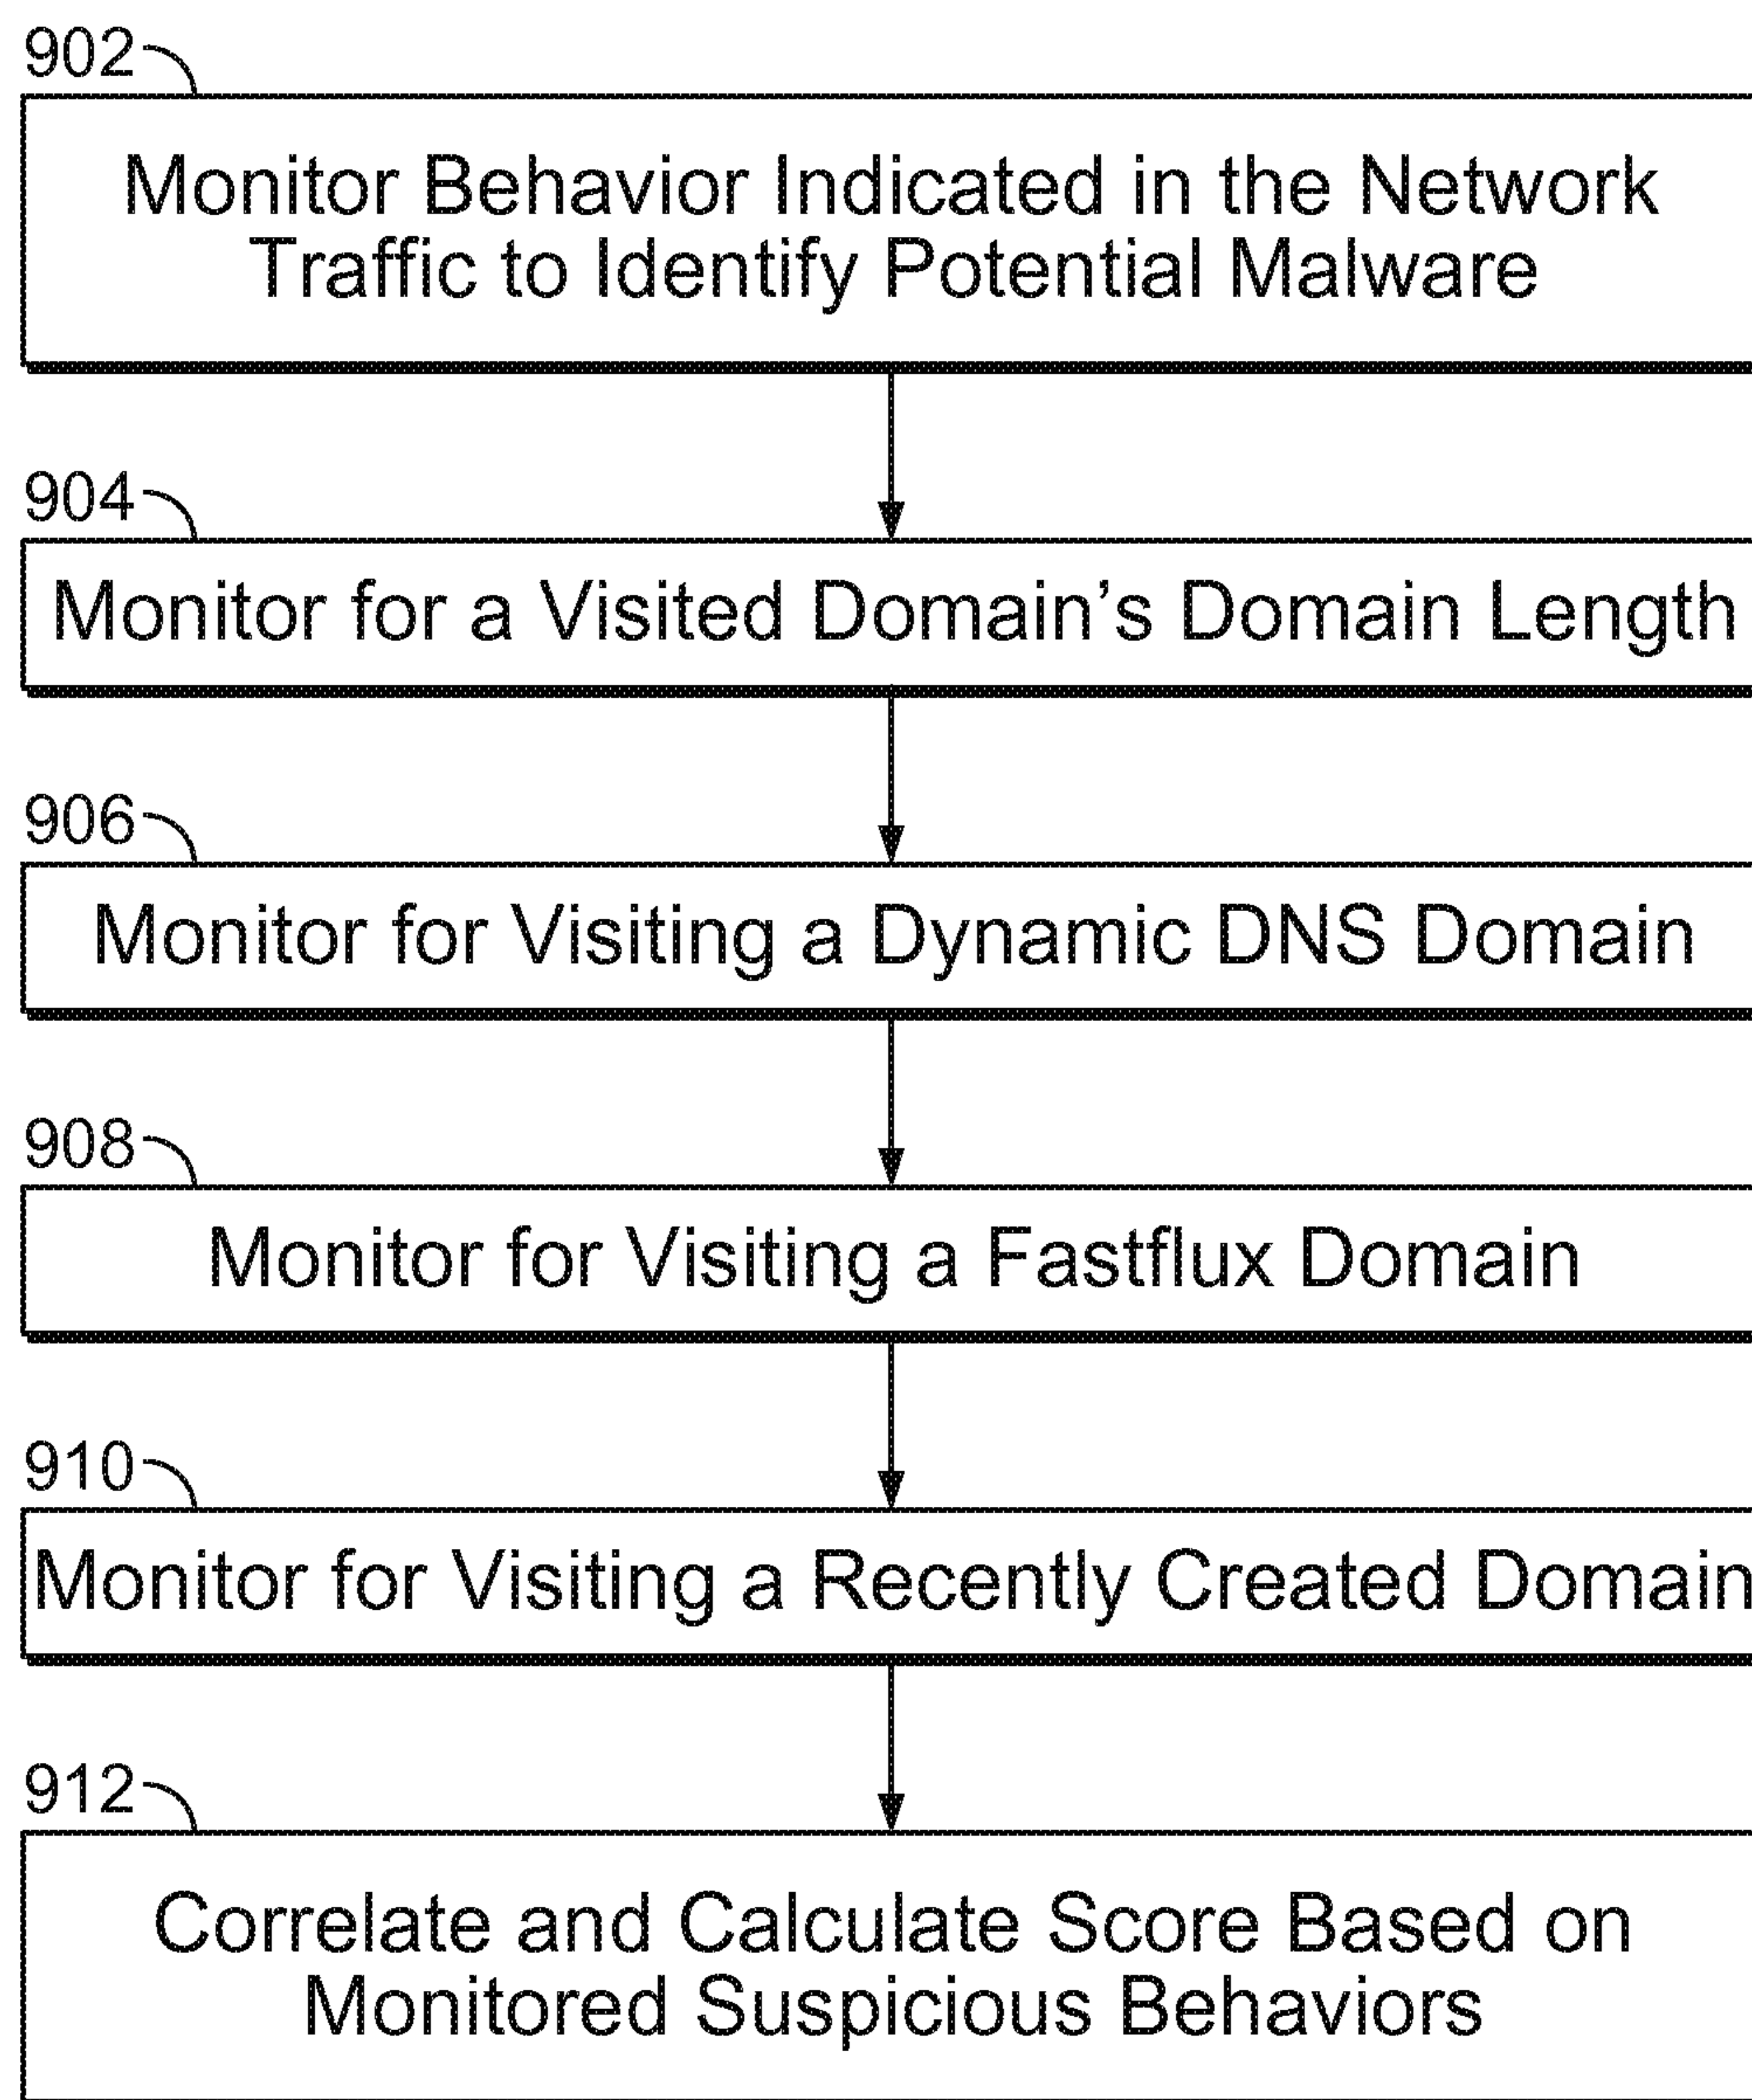 902
Monitor Behavior Indicated in the Network
Traffic to Identify Potential Malware
904
Monitor for a Visited Domain’s Domain Length
906
Monitor for Visiting a Dynamic DNS Domain
908
Monitor for Visiting a Fastflux Domain
910
Monitor for Visiting a Recently Created Domain
912
Correlate and Calculate Score Based on
Monitored Suspicious Behaviors